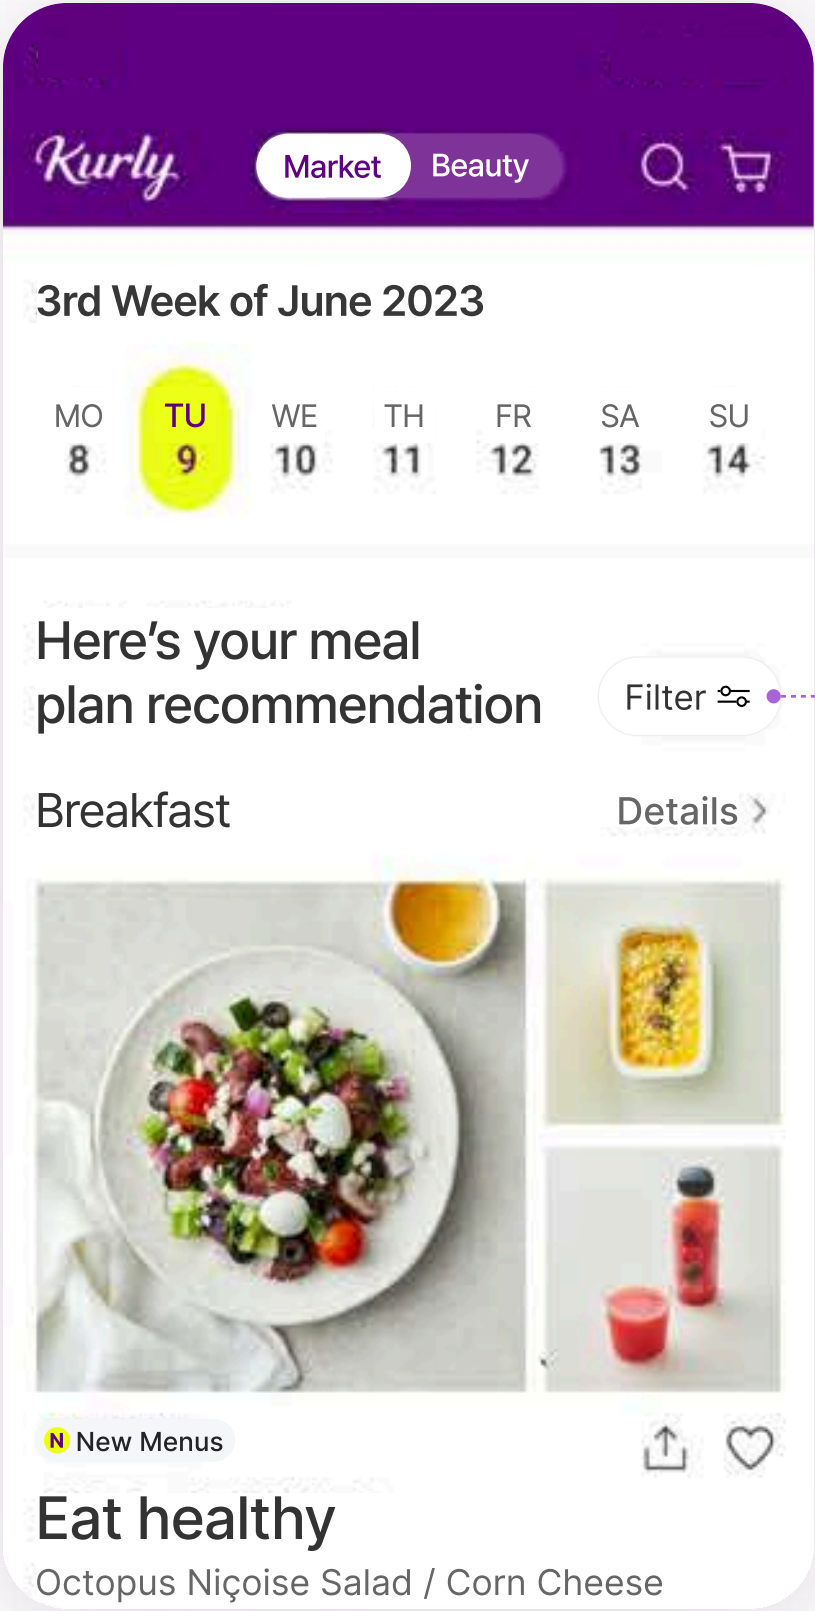 Kurly
Market Beauty
3rd Week of June 2023
MO TU WE TH FR SA SU
8 9 10 11 12 13 14
Here’s your meal
plan recommendation
Filter
Breakfast
Details >
N New Menus
Eat healthy
Octopus Niçoise Salad / Corn Cheese